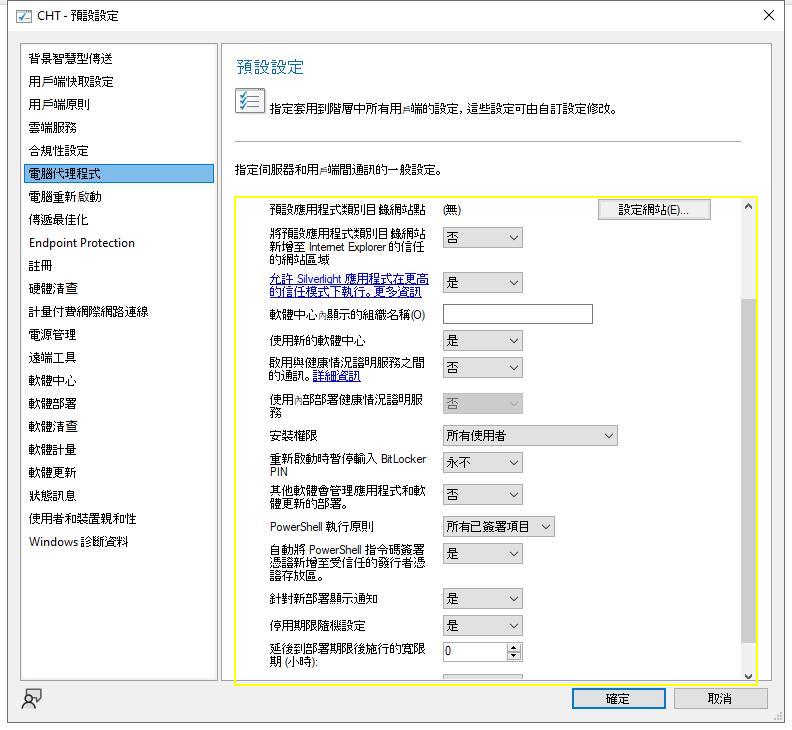 CHT - 預設設定
背景智慧型傳送
用戶端快取設定
用戶端原則
雲端服務
合規性設定
電腦代理程式
電腦重新啟動
傳遞最佳化
Endpoint Protection
註冊
硬體清查
計量付費網際網路連線
電源管理
遠端工具
軟體中心
軟體部署
軟體清查
軟體計量
軟體更新
狀態訊息
使用者和裝置親和性
Windows 診斷資料
預設設定
指定套用到階層中所有用戶端的設定，這些設定可由自訂設定修改。
指定伺服器和用戶端間通訊的一般設定。
預設應用程式類別目錄網站點 (無) 設定網站(E)...
將預設應用程式類別目錄網站
新增至 Internet Explorer 的信任
的網站區域
否
允許 Silverlight 應用程式在更高
的信任模式下執行。更多資訊
是
軟體中心內顯示的組織名稱(O)
使用新的軟體中心 是
啟用與健康情況證明服務之間
的通訊。詳細資訊
否
使用內部部署健康情況證明服
務
否
安裝權限 所有使用者
重新啟動時暫停輸入 BitLocker
PIN
永不
其他軟體會管理應用程式和軟
體更新的部署。
否
PowerShell 執行原則 所有已簽署項目
自動將 PowerShell 指令碼簽署
憑證新增至受信任的發行者憑
證存放區。
是
針對新部署顯示通知 是
停用期限隨機設定 是
延後到部署期限後施行的寬限
期 (小時):
0
確定 取消